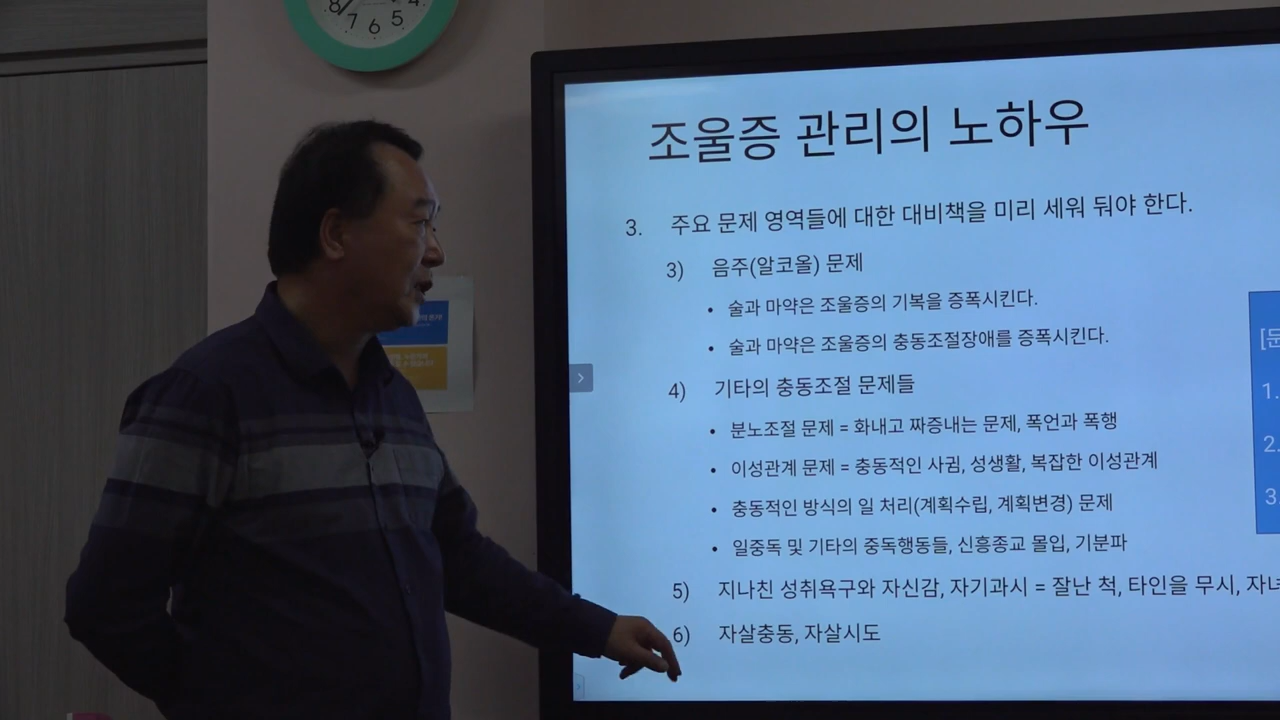 8 7 6 5 4
조울증 관리의 노하우
3. 주요 문제 영역들에 대한 대비책을 미리 세워 둬야 한다.
3) 음주(알코올) 문제
• 술과 마약은 조울증의 기복을 증폭시킨다.
• 술과 마약은 조울증의 충동조절장애를 증폭시킨다.
4) 기타의 충동조절 문제들
• 분노조절 문제 = 화내고 짜증내는 문제, 폭언과 폭행
• 이성관계 문제 = 충동적인 사귐, 성생활, 복잡한 이성관계
• 충동적인 방식의 일 처리(계획수립, 계획변경) 문제
• 일중독 및 기타의 중독행동들, 신흥종교 몰입, 기분파
5) 지나친 성취욕구와 자신감, 자기과시 = 잘난 척, 타인을 무시, 자녀
6) 자살충동, 자살시도
[문
1.
2.
3